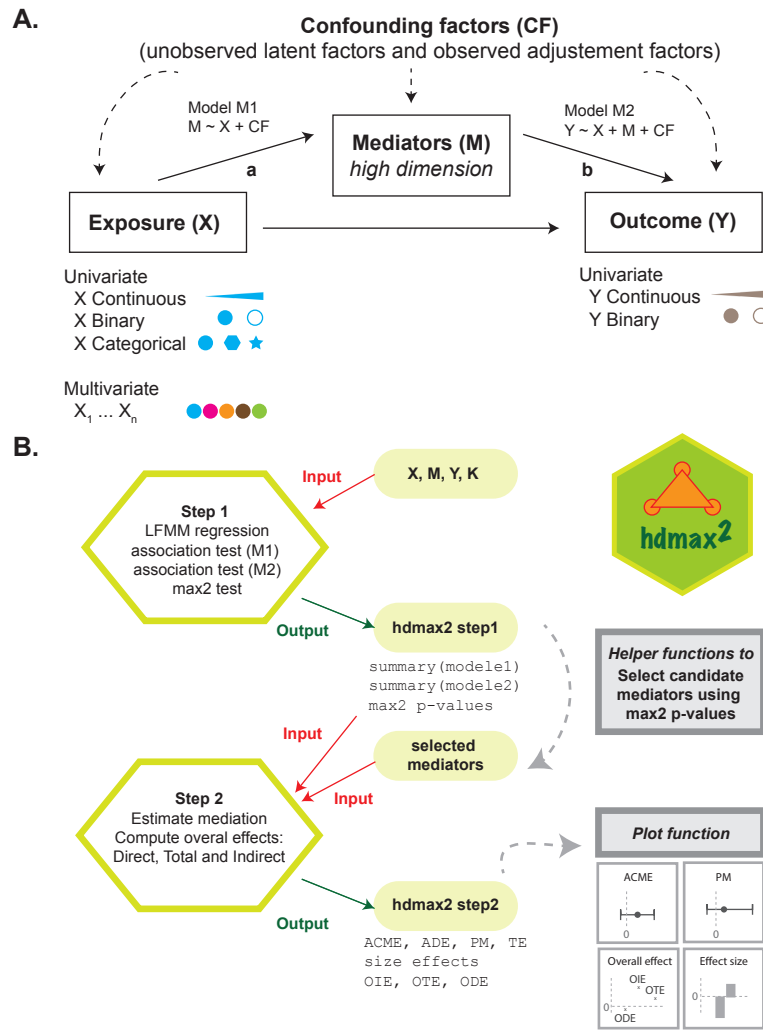 A.
Confounding factors (CF)
(unobserved latent factors and observed adjustement factors)
Model M1
M ~ X + CF
Model M2
Y ~ X + M + CF
Mediators (M)
high dimension
a
b
Exposure (X)
Outcome (Y)
Univariate
X Continuous
X Binary
X Categorical
Multivariate
X1 ... Xn
Univariate
Y Continuous
Y Binary
B.
Input
X, M, Y, K
Step 1
LFMM regression
association test (M1)
association test (M2)
max2 test
hdmax2
Output
hdmax2 step1
summary(modele1)
summary(modele2)
max2 p-values
Helper functions to
Select candidate
mediators using
max2 p-values
Input
selected
mediators
Input
Step 2
Estimate mediation
Compute overal effects:
Direct, Total and Indirect
Plot function
Output
hdmax2 step2
ACME, ADE, PM, TE
size effects
OIE, OTE, ODE
ACME
0
PM
0
Overall effect
OIE
OTE
0
ODE
Effect size
0